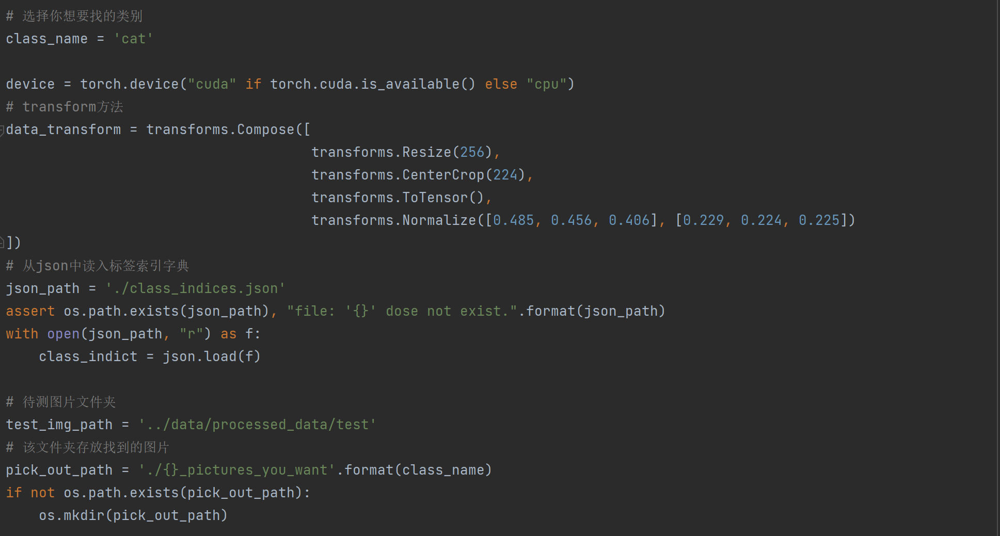 # 选择你想要找的类别
class_name = 'cat'
device = torch.device("cuda" if torch.cuda.is_available() else "cpu")
# transform方法
data_transform = transforms.Compose([
transforms.Resize(256),
transforms.CenterCrop(224),
transforms.ToTensor(),
transforms.Normalize([0.485, 0.456, 0.406], [0.229, 0.224, 0.225])
])
# 从json中读入标签索引字典
json_path = './class_indices.json'
assert os.path.exists(json_path), "file: '{}' dose not exist.".format(json_path)
with open(json_path, "r") as f:
    class_indict = json.load(f)
# 待测图片文件夹
test_img_path = '../data/processed_data/test'
# 该文件夹存放找到的图片
pick_out_path = './{}_pictures_you_want'.format(class_name)
if not os.path.exists(pick_out_path):
    os.mkdir(pick_out_path)